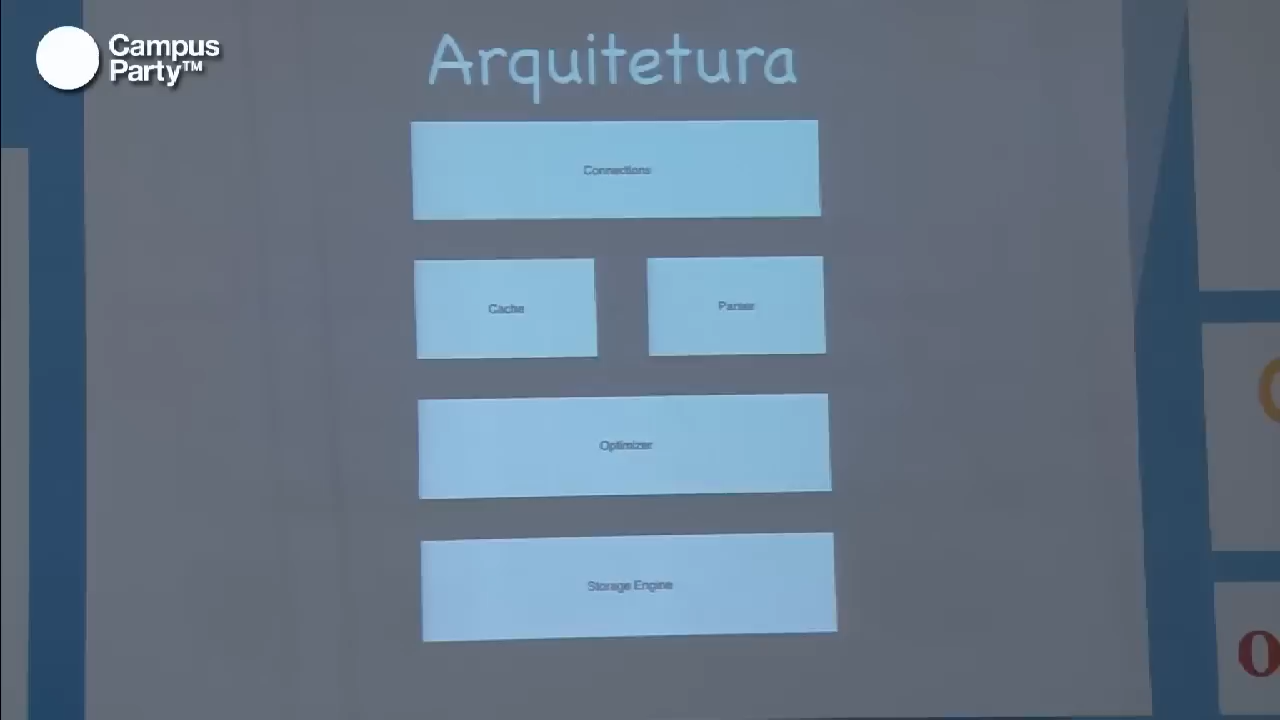 Campus
Party™
Arquitetura
Connections
Cache
Parser
Optimizer
Storage Engine